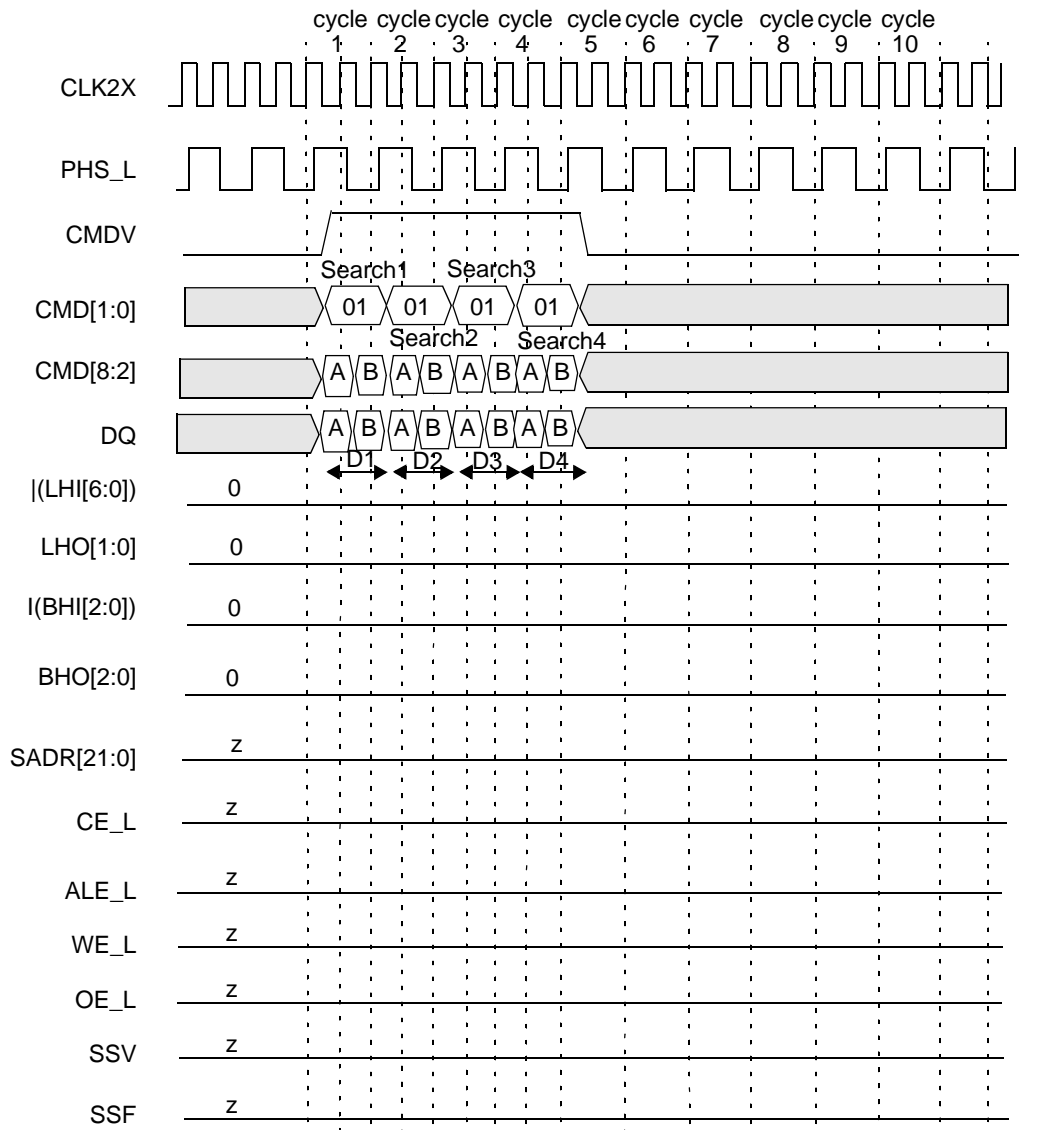 cycle cycle cycle cycle cycle cycle cycle cycle cycle cycle
1 2 3 4 5 6 7 8 9 10
CLK2X
PHS_L
CMDV
Search1 Search3
CMD[1:0] 01 01 01 01
Search2 Search4
CMD[8:2] A B A B A B A B
DQ A B A B A B A B
D1 D2 D3 D4
|(LHI[6:0]) 0
LHO[1:0] 0
I(BHI[2:0]) 0
BHO[2:0] 0
SADR[21:0] z
CE_L z
ALE_L z
WE_L z
OE_L z
SSV z
SSF z